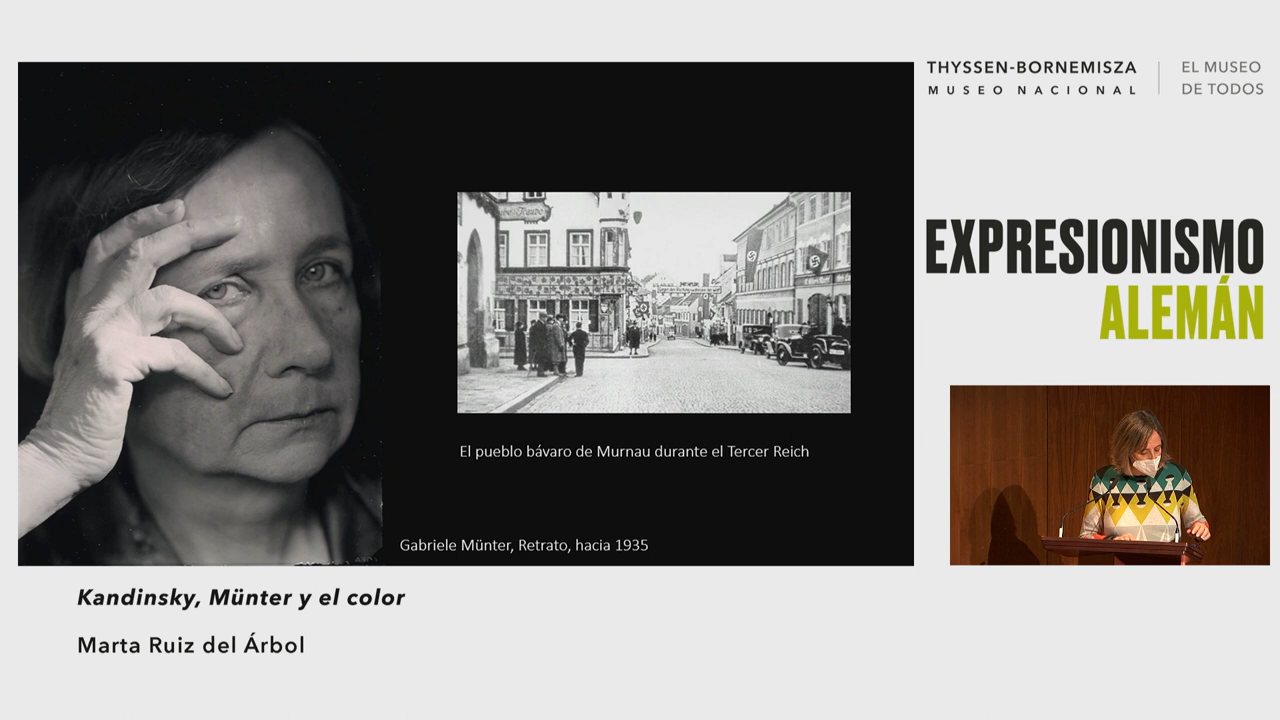 THYSSEN-BORNEMISZA
MUSEO NACIONAL
EL MUSEO
DE TODOS
EXPRESIONISMO
ALEMÁN
El pueblo bávaro de Murnau durante el Tercer Reich
Gabriele Münter, Retrato, hacia 1935
Kandinsky, Münter y el color
Marta Ruiz del Árbol